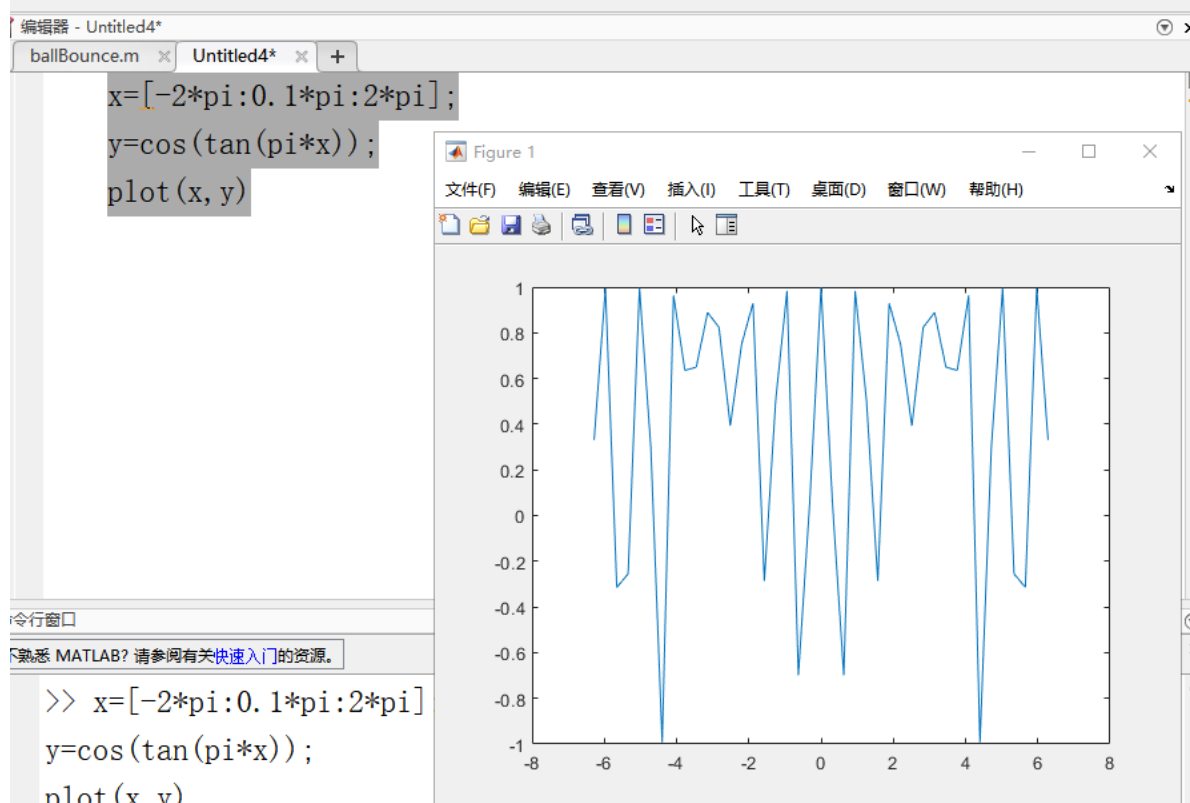 编辑器 - Untitled4*
ballBounce.m × Untitled4* × +
x=[-2*pi:0.1*pi:2*pi];
y=cos(tan(pi*x));
plot(x,y)
Figure 1
文件(F) 编辑(E) 查看(V) 插入(I) 工具(T) 桌面(D) 窗口(W) 帮助(H)
1
0.8
0.6
0.4
0.2
0
-0.2
-0.4
-0.6
-0.8
-1
-8 -6 -4 -2 0 2 4 6 8
令行窗口
不熟悉 MATLAB? 请参阅有关快速入门的资源。
>> x=[-2*pi:0.1*pi:2*pi]
y=cos(tan(pi*x));
plot(x,y)